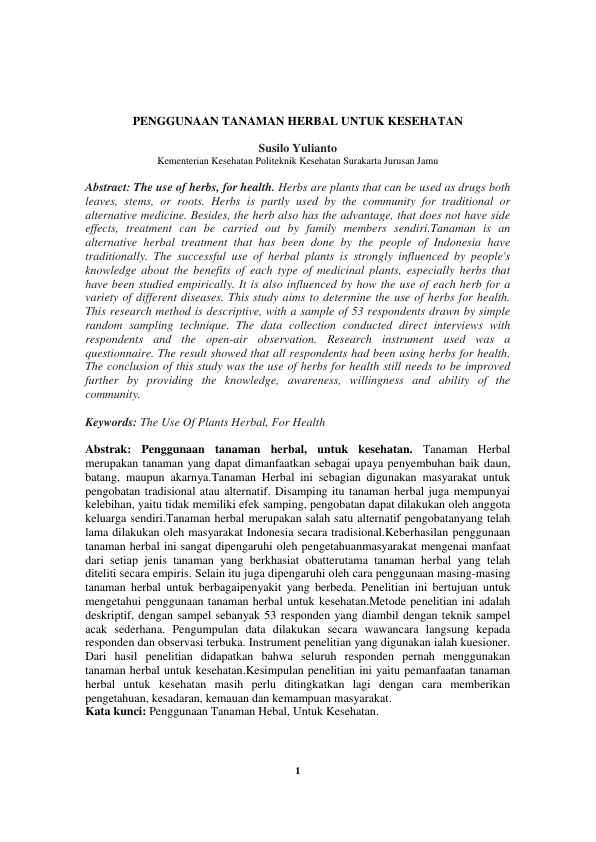 PENGGUNAAN TANAMAN HERBAL UNTUK KESEHATAN
Susilo Yulianto
Kementerian Kesehatan Politeknik Kesehatan Surakarta Jurusan Jamu
Abstract: The use of herbs, for health. Herbs are plants that can be used as drugs both
leaves, stems, or roots. Herbs is partly used by the community for traditional or
alternative medicine. Besides, the herb also has the advantage, that does not have side
effects, treatment can be carried out by family members sendiri.Tanaman is an
alternative herbal treatment that has been done by the people of Indonesia have
traditionally. The successful use of herbal plants is strongly influenced by people's
knowledge about the benefits of each type of medicinal plants, especially herbs that
have been studied empirically. It is also influenced by how the use of each herb for a
variety of different diseases. This study aims to determine the use of herbs for health.
This research method is descriptive, with a sample of 53 respondents drawn by simple
random sampling technique. The data collection conducted direct interviews with
respondents and the open-air observation. Research instrument used was a
questionnaire. The result showed that all respondents had been using herbs for health.
The conclusion of this study was the use of herbs for health still needs to be improved
further by providing the knowledge, awareness, willingness and ability of the
community.
Keywords: The Use Of Plants Herbal, For Health
Abstrak: Penggunaan tanaman herbal, untuk kesehatan. Tanaman Herbal
merupakan tanaman yang dapat dimanfaatkan sebagai upaya penyembuhan baik daun,
batang, maupun akarnya.Tanaman Herbal ini sebagian digunakan masyarakat untuk
pengobatan tradisional atau alternatif. Disamping itu tanaman herbal juga mempunyai
kelebihan, yaitu tidak memiliki efek samping, pengobatan dapat dilakukan oleh anggota
keluarga sendiri.Tanaman herbal merupakan salah satu alternatif pengobatanyang telah
lama dilakukan oleh masyarakat Indonesia secara tradisional.Keberhasilan penggunaan
tanaman herbal ini sangat dipengaruhi oleh pengetahuanmasyarakat mengenai manfaat
dari setiap jenis tanaman yang berkhasiat obatterutama tanaman herbal yang telah
diteliti secara empiris. Selain itu juga dipengaruhi oleh cara penggunaan masing-masing
tanaman herbal untuk berbagaipenyakit yang berbeda. Penelitian ini bertujuan untuk
mengetahui penggunaan tanaman herbal untuk kesehatan.Metode penelitian ini adalah
deskriptif, dengan sampel sebanyak 53 responden yang diambil dengan teknik sampel
acak sederhana. Pengumpulan data dilakukan secara wawancara langsung kepada
responden dan observasi terbuka. Instrument penelitian yang digunakan ialah kuesioner.
Dari hasil penelitian didapatkan bahwa seluruh responden pernah menggunakan
tanaman herbal untuk kesehatan.Kesimpulan penelitian ini yaitu pemanfaatan tanaman
herbal untuk kesehatan masih perlu ditingkatkan lagi dengan cara memberikan
pengetahuan, kesadaran, kemauan dan kemampuan masyarakat.
Kata kunci: Penggunaan Tanaman Hebal, Untuk Kesehatan.
1